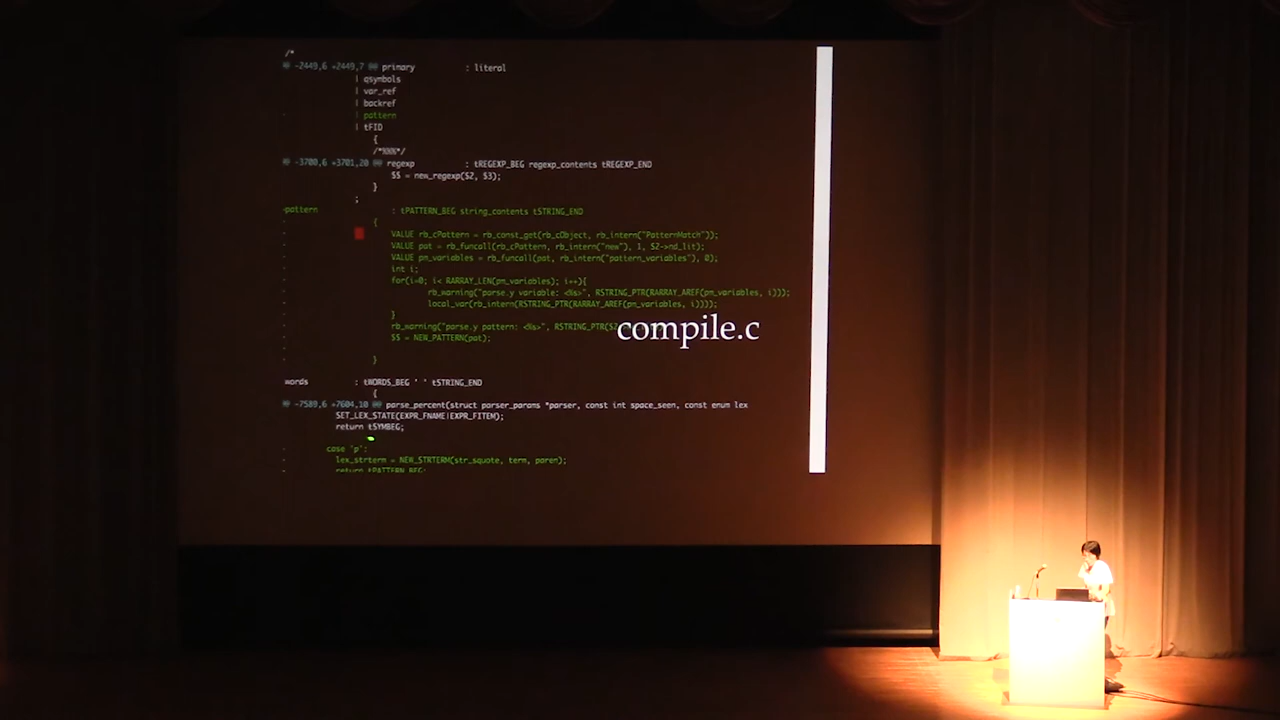 /*
@@ -2449,6 +2449,7 @@ primary : literal
| qsymbols
| var_ref
| backref
| pattern
| tFID
{
/*%%%*/
@@ -3700,6 +3701,20 @@ regexp : tREGEXP_BEG regexp_contents tREGEXP_END
$$ = new_regexp($2, $3);
}
;
pattern : tPATTERN_BEG string_contents tSTRING_END
{
VALUE rb_cPattern = rb_const_get(rb_cObject, rb_intern("PatternMatch"));
VALUE pat = rb_funcall(rb_cPattern, rb_intern("new"), 1, $2->nd_lit);
VALUE pm_variables = rb_funcall(pat, rb_intern("pattern_variables"), 0);
int i;
for(i=0; i< RARRAY_LEN(pm_variables); i++){
rb_warning("parse.y variable: <%s>", RSTRING_PTR(RARRAY_AREF(pm_variables, i)));
local_var(rb_intern(RSTRING_PTR(RARRAY_AREF(pm_variables, i))));
}
rb_warning("parse.y pattern: <%s>", RSTRING_PTR($2
compile.c
$$ = NEW_PATTERN(pat);
}
words : tWORDS_BEG ' ' tSTRING_END
{
@@ -7589,6 +7604,10 @@ parse_percent(struct parser_params *parser, const int space_seen, const enum lex
SET_LEX_STATE(EXPR_FNAME|EXPR_FITEM);
return tSYMBEG;
case 'p':
lex_strterm = NEW_STRTERM(str_squote, term, paren);
return tPATTERN_BEG;